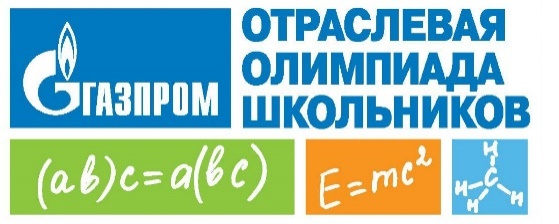 ГАЗПРОМ
ОТРАСЛЕВАЯ
ОЛИМПИАДА
ШКОЛЬНИКОВ
(ab)c=a(bc)
E=mc²
H
H C H
H